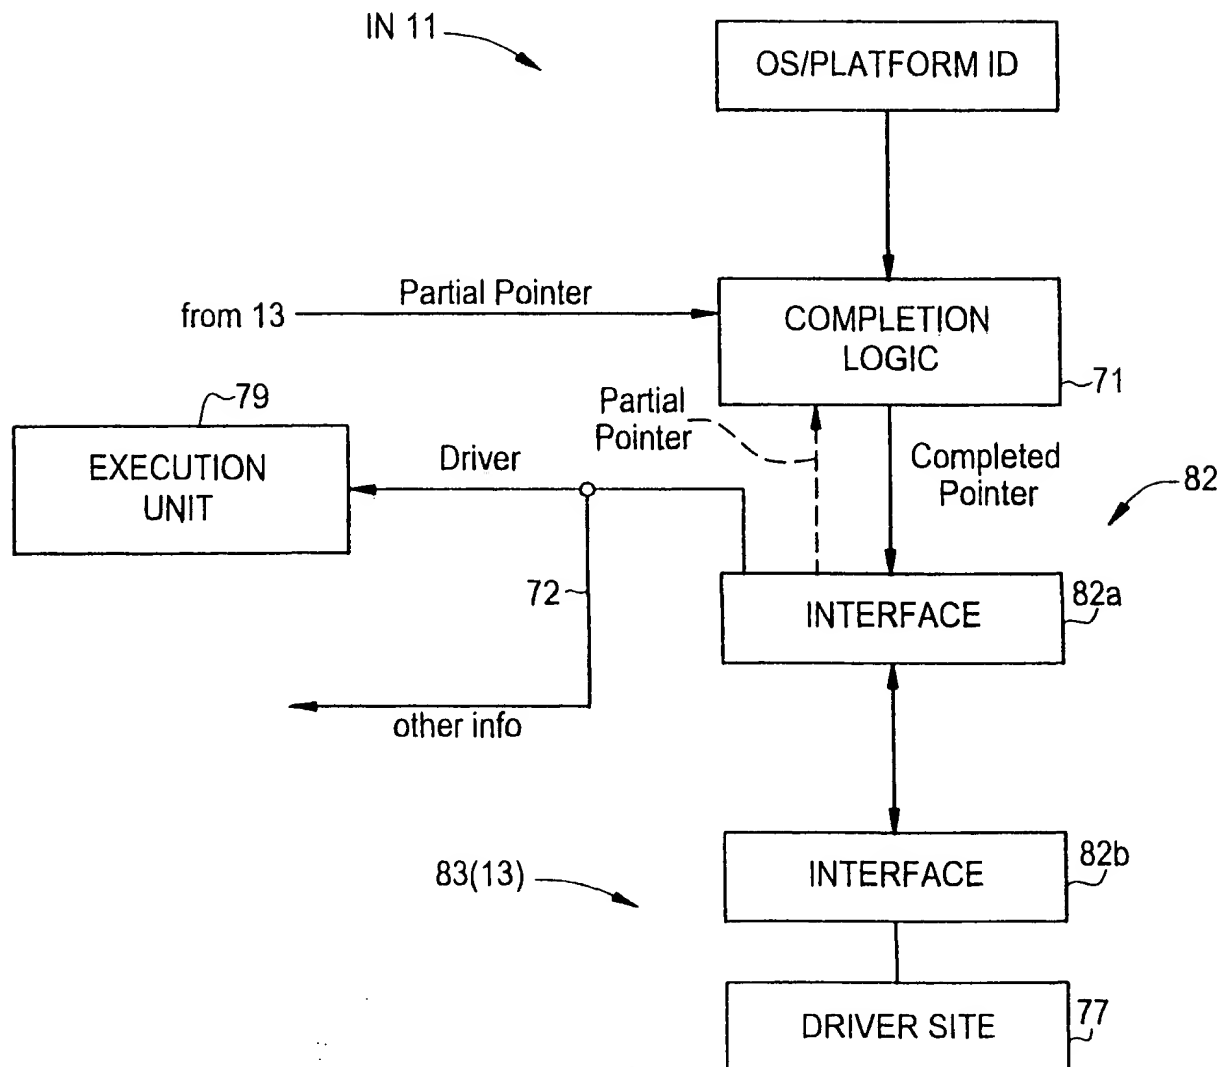 IN 11
OS/PLATFORM ID
Partial Pointer
from 13
COMPLETION
LOGIC
71
79
Partial
Pointer
EXECUTION
UNIT
Driver
Completed
Pointer
82
72
INTERFACE
82a
other info
83(13)
INTERFACE
82b
DRIVER SITE
77